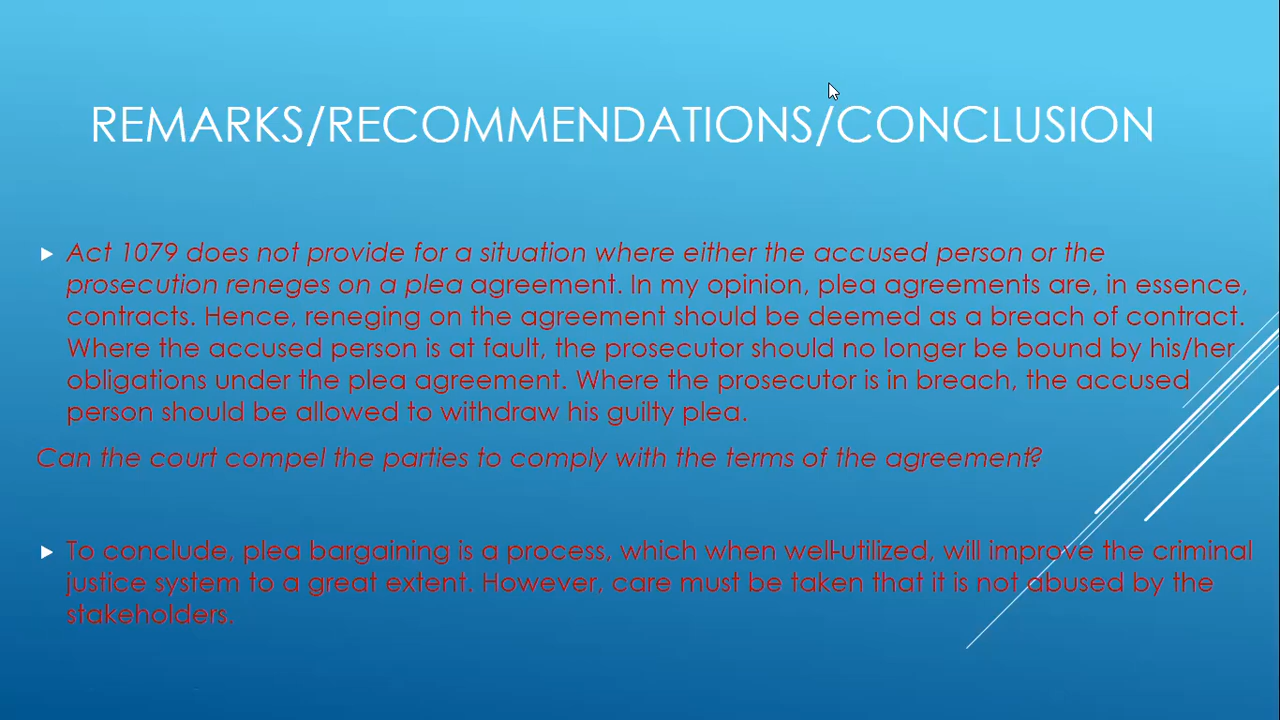 REMARKS/RECOMMENDATIONS/CONCLUSION
Act 1079 does not provide for a situation where either the accused person or the
prosecution reneges on a plea agreement. In my opinion, plea agreements are, in essence,
contracts. Hence, reneging on the agreement should be deemed as a breach of contract.
Where the accused person is at fault, the prosecutor should no longer be bound by his/her
obligations under the plea agreement. Where the prosecutor is in breach, the accused
person should be allowed to withdraw his guilty plea.
Can the court compel the parties to comply with the terms of the agreement?
To conclude, plea bargaining is a process, which when well-utilized, will improve the criminal
justice system to a great extent. However, care must be taken that it is not abused by the
stakeholders.